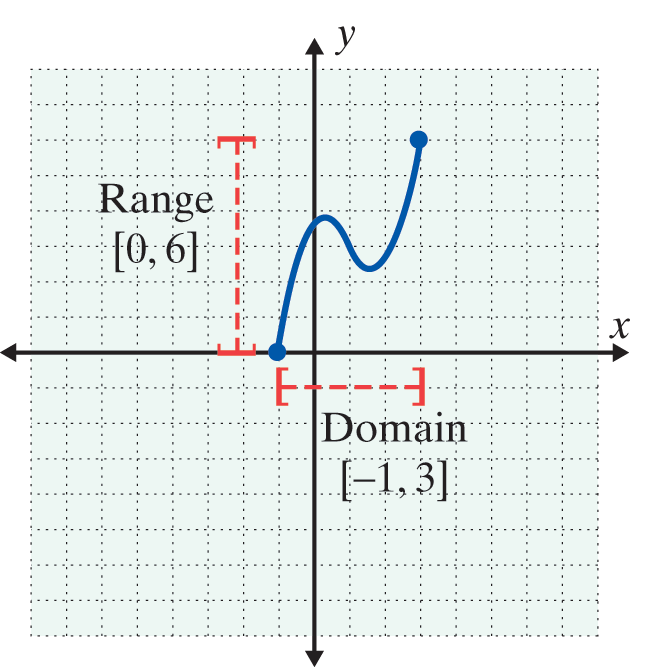 y
Range
[0, 6]
x
Domain
[–1, 3]